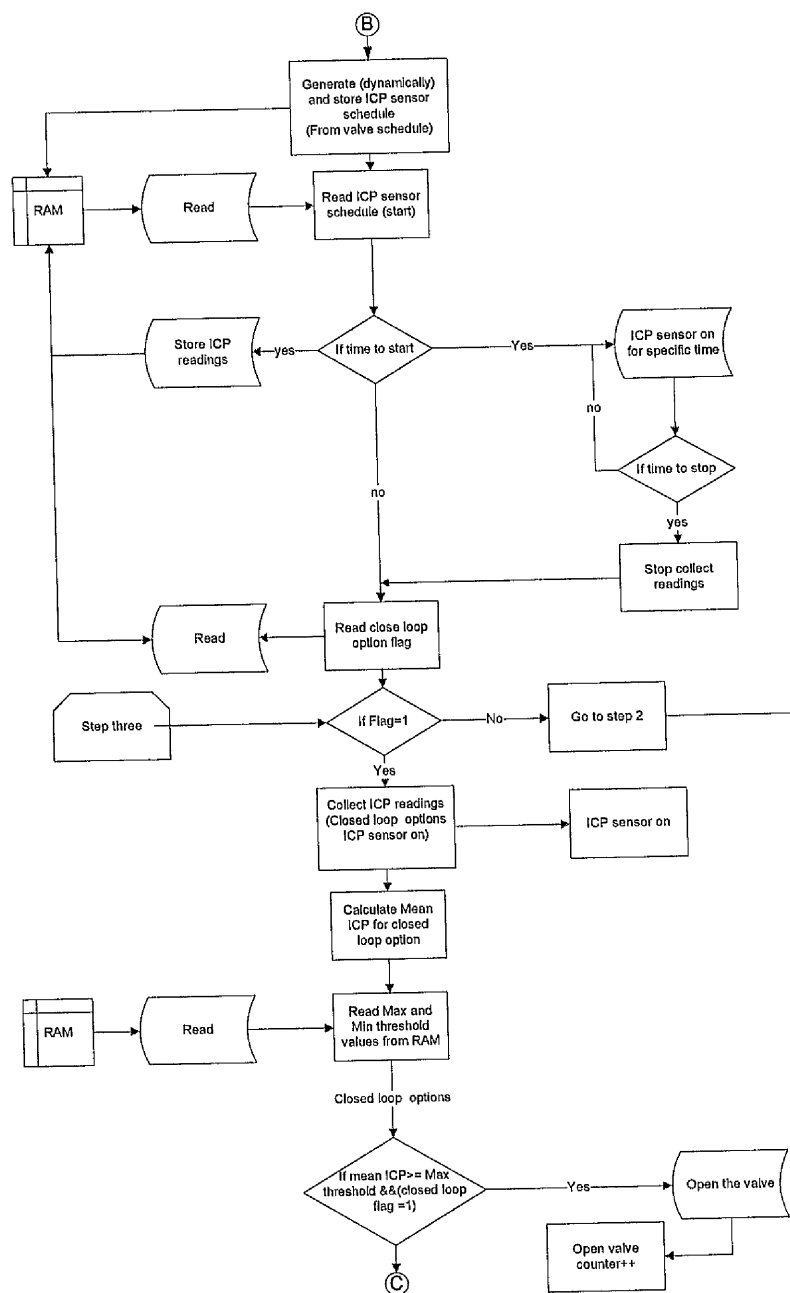 B
Generate (dynamically)
and store ICP sensor
schedule
(From valve schedule)
RAM
Read
Read ICP sensor
schedule (start)
Store ICP
readings
yes
If time to start
Yes
ICP sensor on
for specific time
no
If time to stop
no
yes
Stop collect
readings
Read
Read close loop
option flag
Step three
If Flag=1
No
Go to step 2
Yes
Collect ICP readings
(Closed loop options
ICP sensor on)
ICP sensor on
Calculate Mean
ICP for closed
loop option
RAM
Read
Read Max and
Min threshold
values from RAM
Closed loop options
If mean ICP>= Max
threshold &&(closed loop
flag =1)
Yes
Open the valve
Open valve
counter++
C